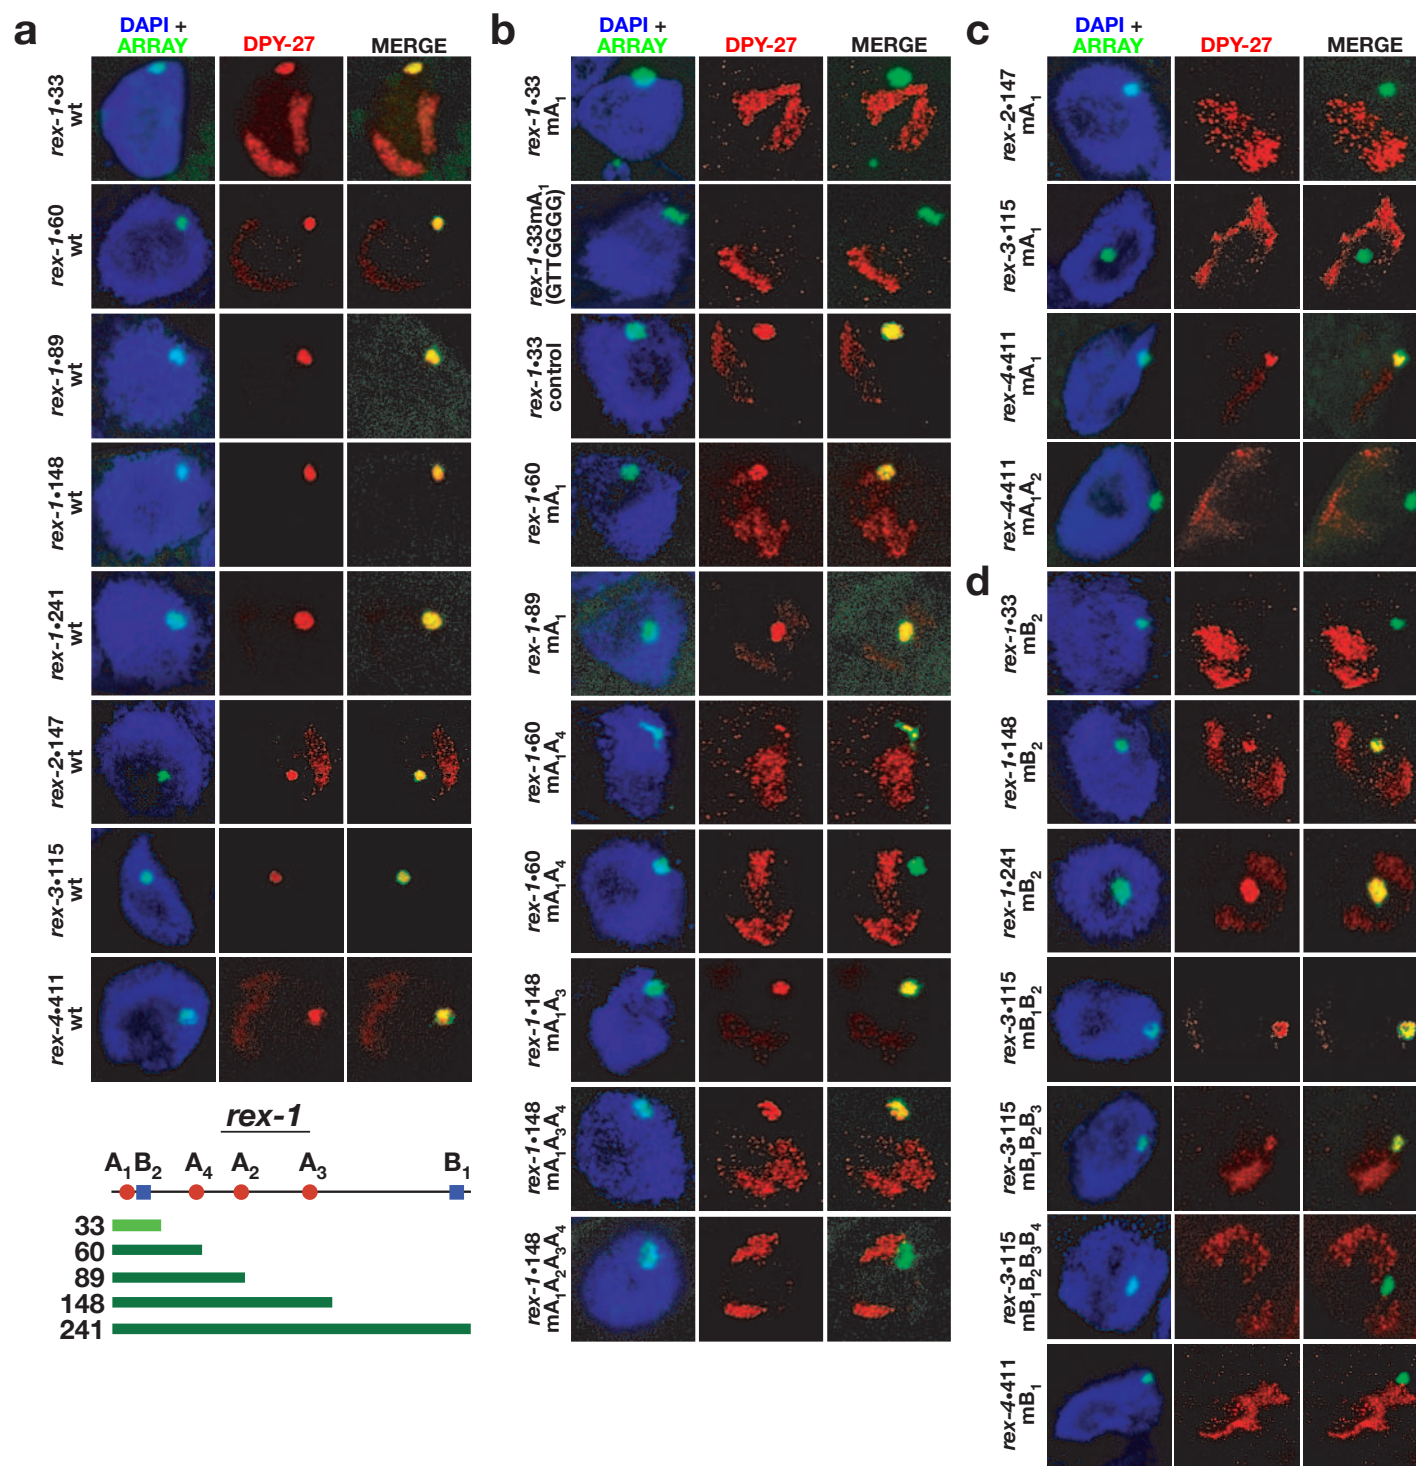 a
DAPI +
ARRAY
DPY-27
MERGE
rex-1•33
wt
rex-1•60
wt
rex-1•89
wt
rex-1•148
wt
rex-1•241
wt
rex-2•147
wt
rex-3•115
wt
rex-4•411
wt
rex-1
A1 B2 A4 A2 A3 B1
33
60
89
148
241
b
DAPI +
ARRAY
DPY-27
MERGE
rex-1•33
mA1
rex-1•33mA1
(GTTGGGG)
rex-1•33
control
rex-1•60
mA1
rex-1•89
mA1
rex-1•60
mA1A4
rex-1•60
mA1A4
rex-1•148
mA1A3
rex-1•148
mA1A3A4
rex-1•148
mA1A2A3A4
c
DAPI +
ARRAY
DPY-27
MERGE
rex-2•147
mA1
rex-3•115
mA1
rex-4•411
mA1
rex-4•411
mA1A2
d
rex-1•33
mB2
rex-1•148
mB2
rex-1•241
mB2
rex-3•115
mB1B2
rex-3•115
mB1B2B3
rex-3•115
mB1B2B3B4
rex-4•411
mB1